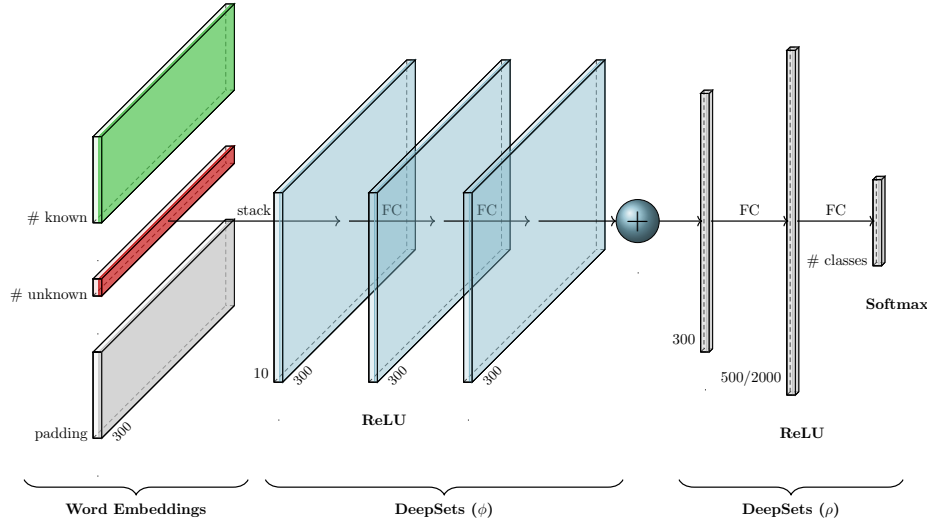 # known
# unknown
padding
300
stack
10
300
FC
300
FC
300
ReLU
300
FC
500/2000
ReLU
FC
# classes
Softmax
Word Embeddings
DeepSets (ϕ)
DeepSets (ρ)